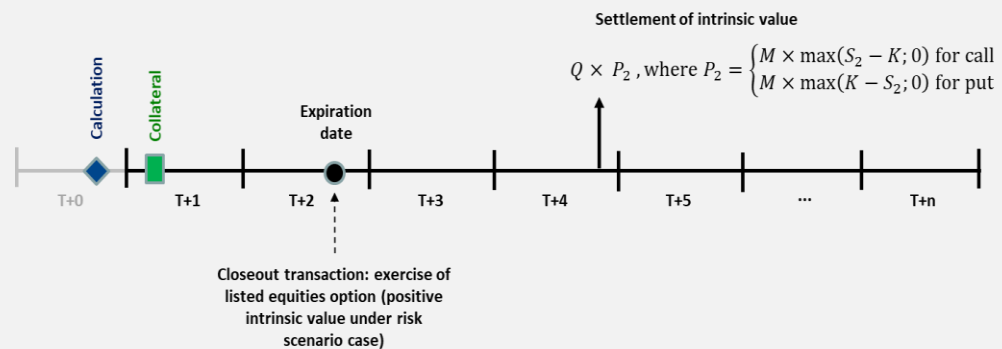 Settlement of intrinsic value
Q × P₂ , where P₂ = {M × max(S₂ − K; 0) for call
{M × max(K − S₂; 0) for put
Calculation
Collateral
Expiration
date
T+0
T+1
T+2
T+3
T+4
T+5
...
T+n
Closeout transaction: exercise of
listed equities option (positive
intrinsic value under risk
scenario case)